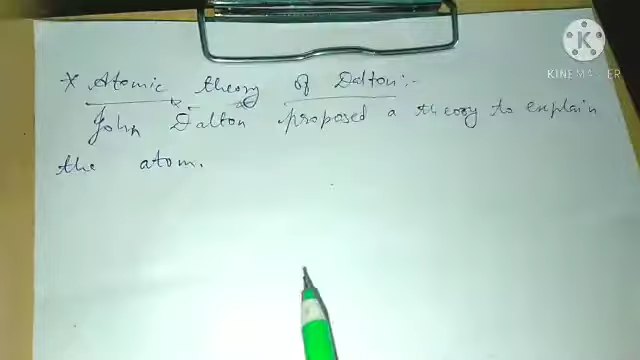 * Atomic theory of Dalton:-
John Dalton proposed a theory to explain
the atom.
KINEMASTER